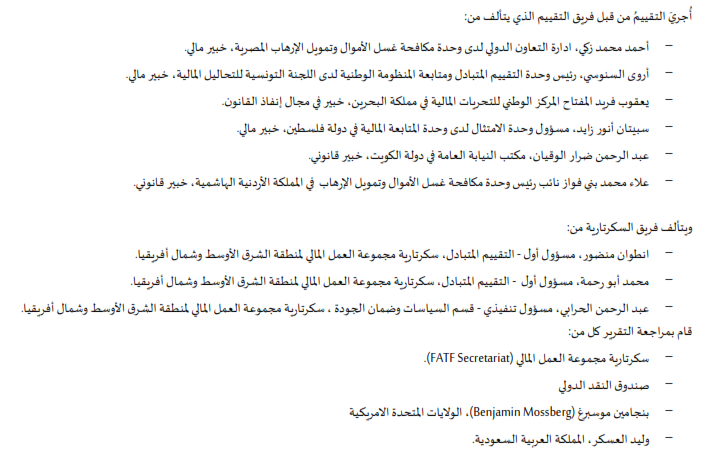 أُجريَ التقييمُ من قبل فريق التقييم الذي يتألف من:
– أحمد محمد زكي، ادارة التعاون الدولي لدى وحدة مكافحة غسل الأموال وتمويل الإرهاب المصرية، خبير مالي.
– أروى السنوسي، رئيس وحدة التقييم المتبادل ومتابعة المنظومة الوطنية لدى اللجنة التونسية للتحاليل المالية، خبير مالي.
– يعقوب فريد المفتاح المركز الوطني للتحريات المالية في مملكة البحرين، خبير في مجال إنفاذ القانون.
– سبيتان أنور زايد، مسؤول وحدة الامتثال لدى وحدة المتابعة المالية في دولة فلسطين، خبير مالي.
– عبد الرحمن ضرار الوقيان، مكتب النيابة العامة في دولة الكويت، خبير قانوني.
– علاء محمد بني فواز نائب رئيس وحدة مكافحة غسل الأموال وتمويل الإرهاب في المملكة الأردنية الهاشمية، خبير قانوني.
ويتألف فريق السكرتارية من:
– انطوان منضور، مسؤول أول - التقييم المتبادل، سكرتارية مجموعة العمل المالي لمنطقة الشرق الأوسط وشمال أفريقيا.
– محمد أبو رحمة، مسؤول أول - التقييم المتبادل، سكرتارية مجموعة العمل المالي لمنطقة الشرق الأوسط وشمال أفريقيا.
– عبد الرحمن الحرابي، مسؤول تنفيذي - قسم السياسات وضمان الجودة ، سكرتارية مجموعة العمل المالي لمنطقة الشرق الأوسط وشمال أفريقيا.
قام بمراجعة التقرير كل من:
– سكرتارية مجموعة العمل المالي (FATF Secretariat).
– صندوق النقد الدولي
– بنجامين موسبرغ (Benjamin Mossberg)، الولايات المتحدة الامريكية
– وليد العسكر، المملكة العربية السعودية.